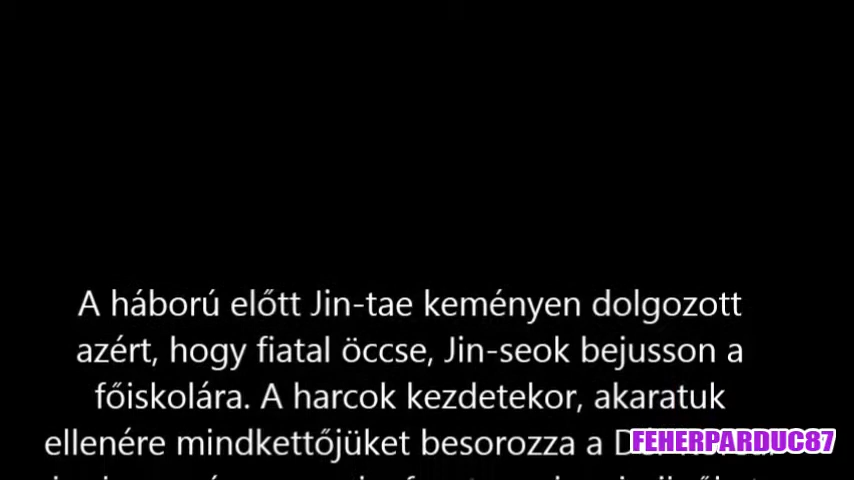 A háború előtt Jin-tae keményen dolgozott
azért, hogy fiatal öccse, Jin-seok bejusson a
főiskolára. A harcok kezdetekor, akaratuk
ellenére mindkettőjüket besorozza a
FEHERPARDUC87